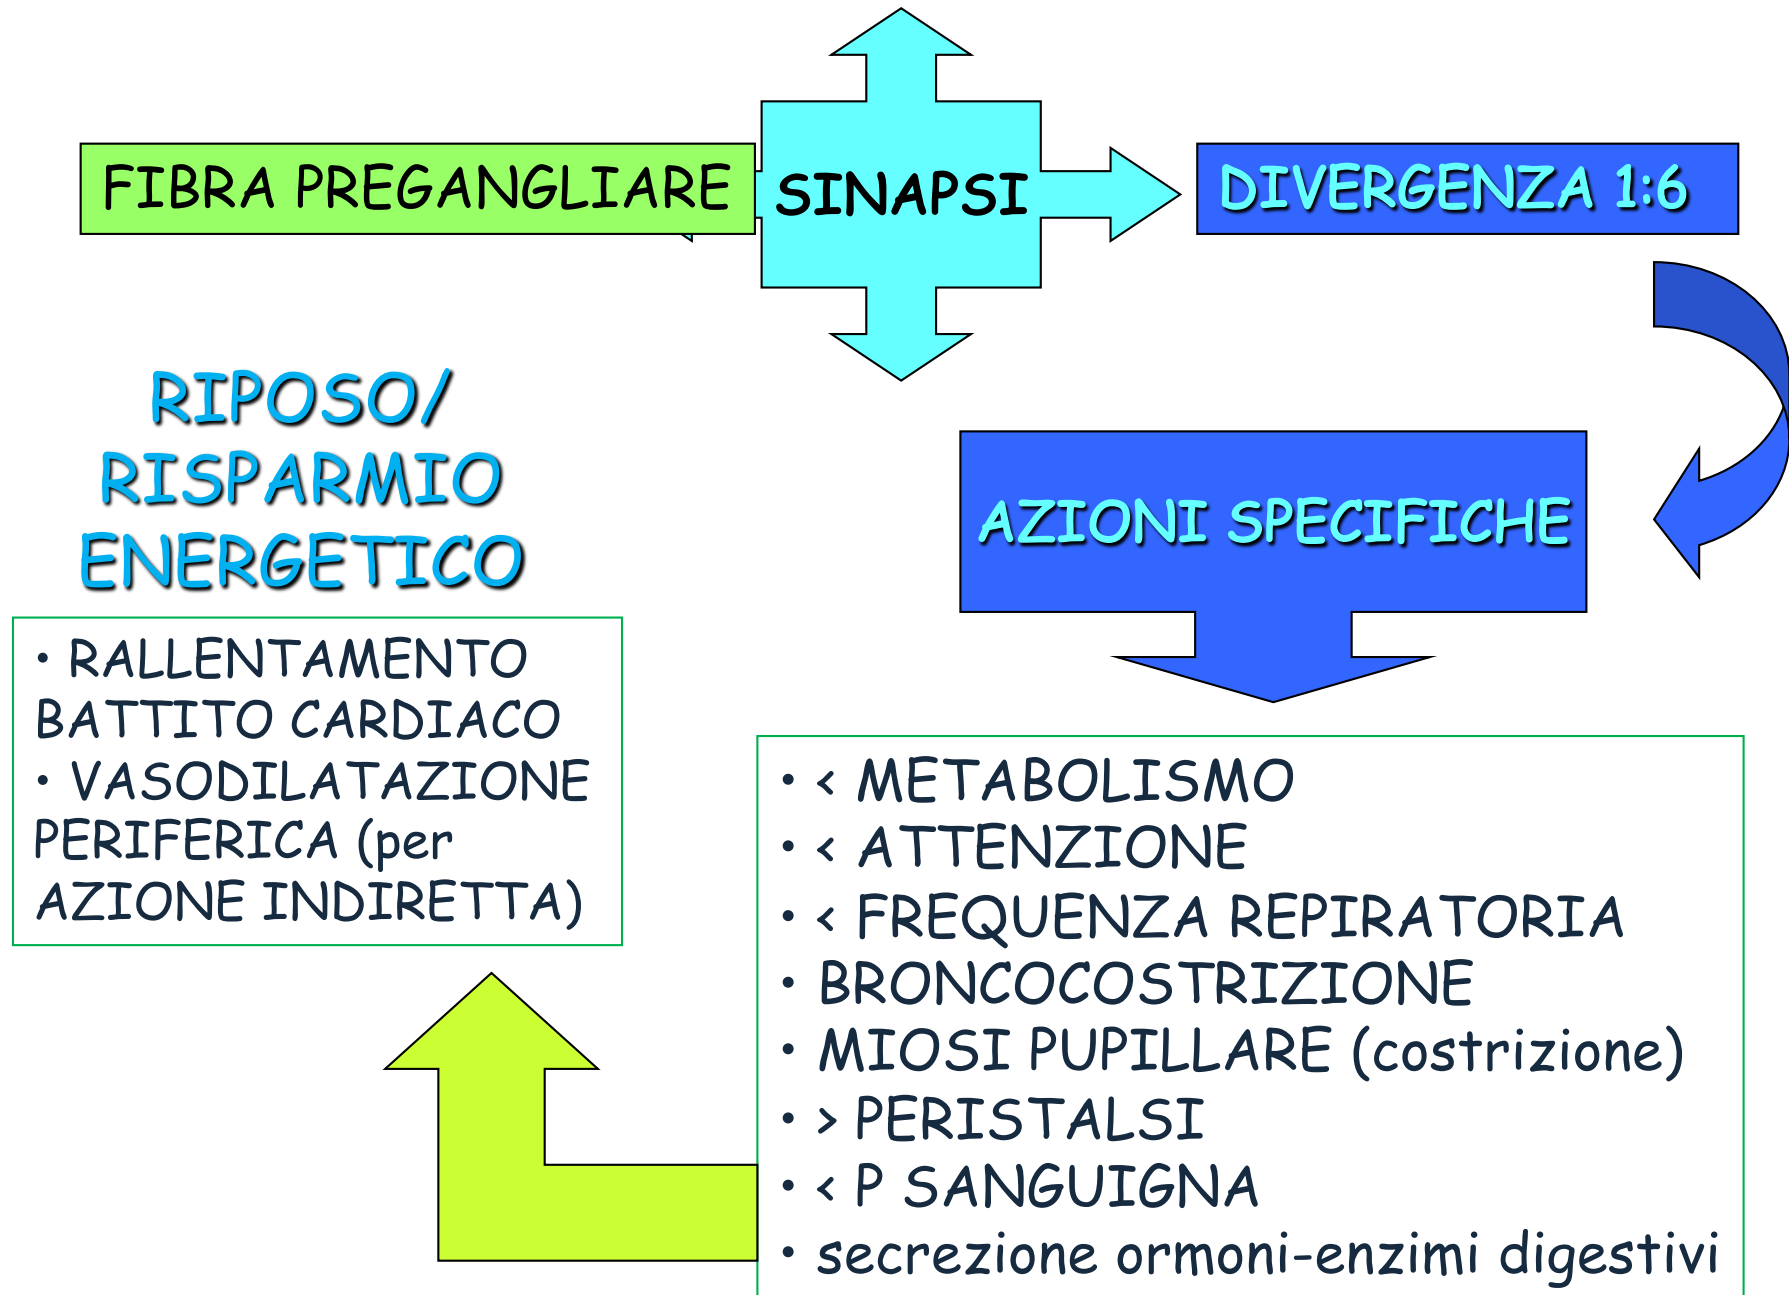 FIBRA PREGANGLIARE
SINAPSI
DIVERGENZA 1:6
RIPOSO/
RISPARMIO
ENERGETICO
AZIONI SPECIFICHE
• RALLENTAMENTO
BATTITO CARDIACO
• VASODILATAZIONE
PERIFERICA (per
AZIONE INDIRETTA)
• < METABOLISMO
• < ATTENZIONE
• < FREQUENZA REPIRATORIA
• BRONCOCOSTRIZIONE
• MIOSI PUPILLARE (costrizione)
• > PERISTALSI
• < P SANGUIGNA
• secrezione ormoni-enzimi digestivi